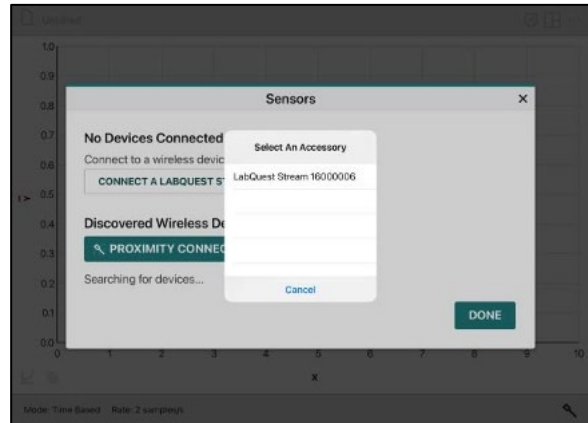 Untitled
1.0
0.9
0.8
0.7
0.6
0.5
0.4
0.3
0.2
0.1
0.0
Y
Sensors ×
No Devices Connected
Connect to a wireless devic
CONNECT A LABQUEST ST
Discovered Wireless De
PROXIMITY CONNEC
Searching for devices...
Select An Accessory
LabQuest Stream 16000006
Cancel
DONE
0 1 2 3 4 5 6 7 8 9 10
X
Mode: Time Based Rate: 2 samples/s